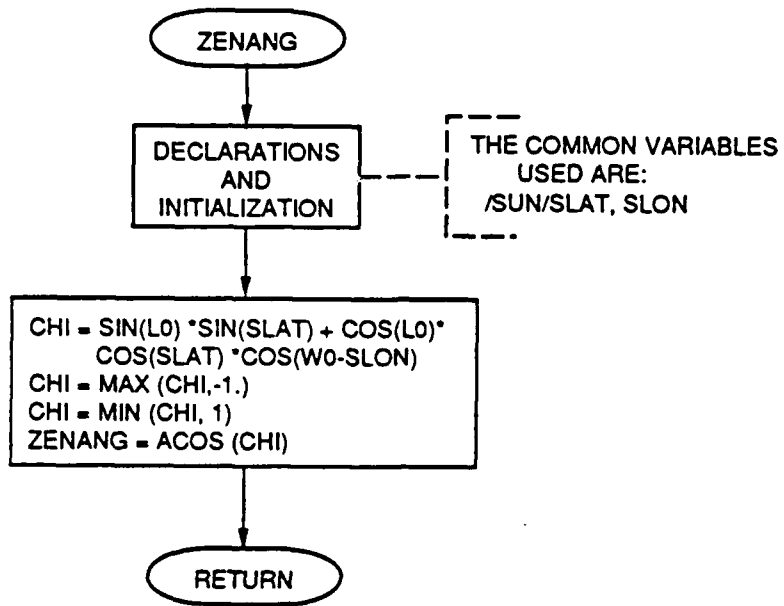 ZENANG
DECLARATIONS
AND
INITIALIZATION
THE COMMON VARIABLES
USED ARE:
/SUN/SLAT, SLON
CHI = SIN(L0) *SIN(SLAT) + COS(L0)*
COS(SLAT) *COS(W0-SLON)
CHI = MAX (CHI,-1.)
CHI = MIN (CHI, 1)
ZENANG = ACOS (CHI)
RETURN